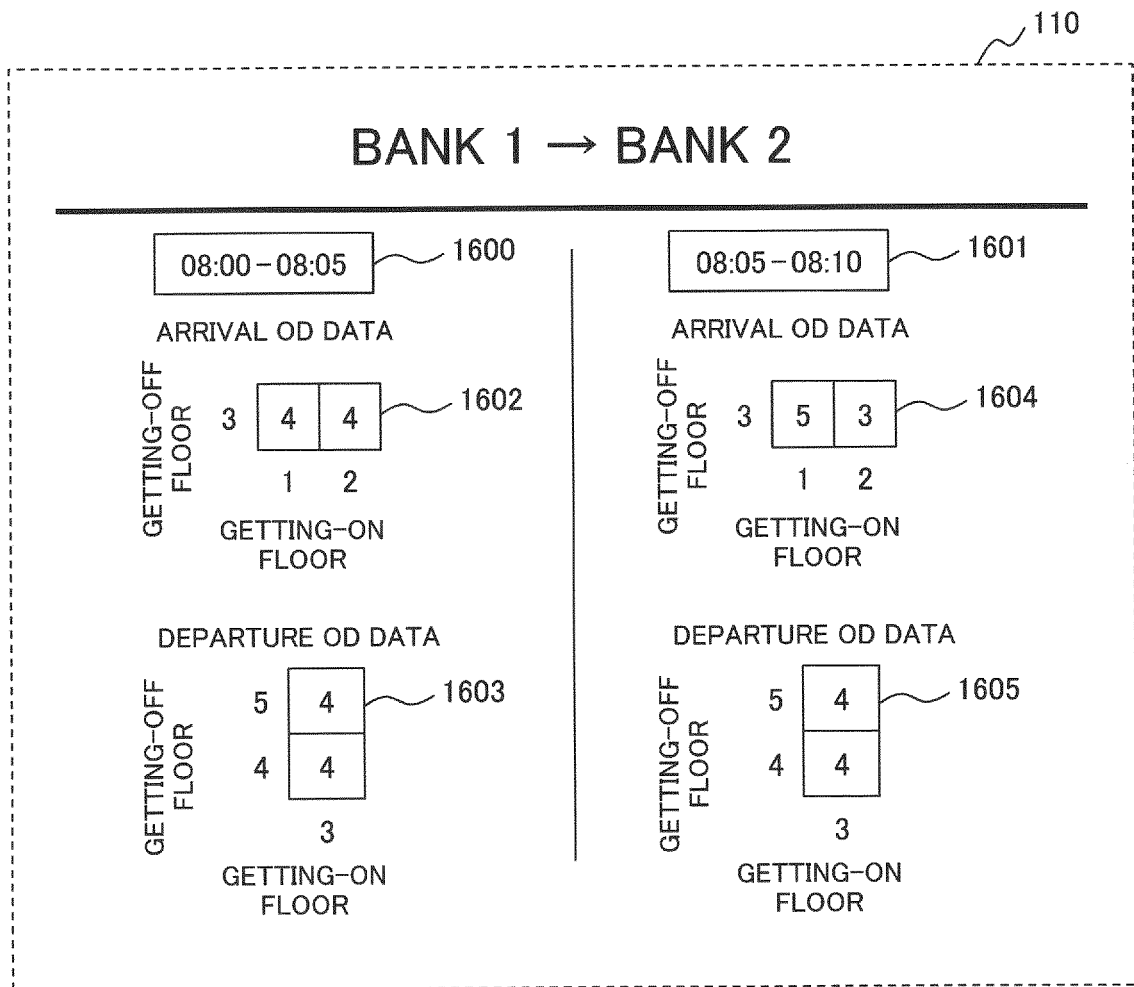 110
BANK 1 → BANK 2
08:00-08:05
1600
ARRIVAL OD DATA
GETTING-OFF
FLOOR
3
4 4
1602
1 2
GETTING-ON
FLOOR
DEPARTURE OD DATA
GETTING-OFF
FLOOR
5 4
1603
4 4
3
GETTING-ON
FLOOR
08:05-08:10
1601
ARRIVAL OD DATA
GETTING-OFF
FLOOR
3
5 3
1604
1 2
GETTING-ON
FLOOR
DEPARTURE OD DATA
GETTING-OFF
FLOOR
5 4
1605
4 4
3
GETTING-ON
FLOOR